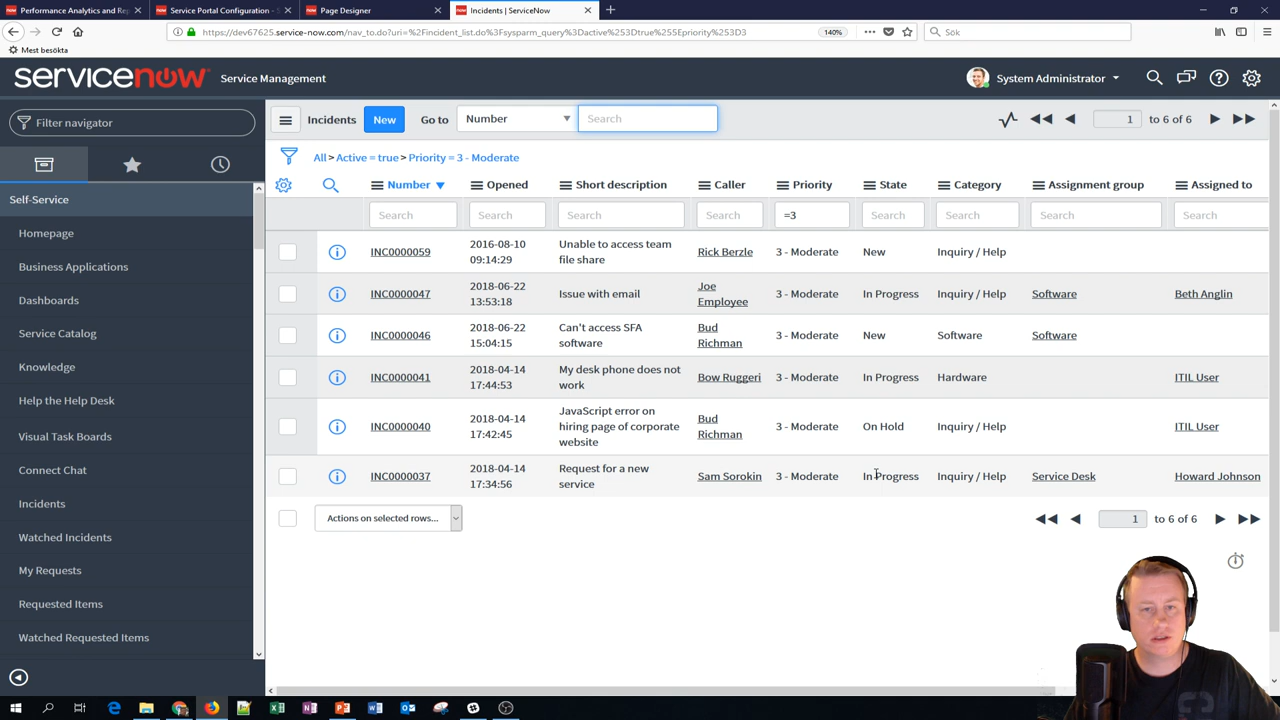 Performance Analytics and Rep
Service Portal Configuration - S
Page Designer
Incidents | ServiceNow
https://dev67625.service-now.com/nav_to.do?uri=%2Fincident_list.do%3Fsysparm_query%3Dactive%253Dtrue%255Epriority%253D3
140%
Sök
Mest besökta
servicenow
Service Management
System Administrator
Filter navigator
Incidents
New
Go to
Number
Search
1
to 6 of 6
All > Active = true > Priority = 3 - Moderate
Number
Opened
Short description
Caller
Priority
State
Category
Assignment group
Assigned to
Search
Search
Search
Search
=3
Search
Search
Search
Search
INC0000059
2016-08-10
09:14:29
Unable to access team
file share
Rick Berzle
3 - Moderate
New
Inquiry / Help
INC0000047
2018-06-22
13:53:18
Issue with email
Joe
Employee
3 - Moderate
In Progress
Inquiry / Help
Software
Beth Anglin
INC0000046
2018-06-22
15:04:15
Can't access SFA
software
Bud
Richman
3 - Moderate
New
Software
Software
INC0000041
2018-04-14
17:44:53
My desk phone does not
work
Bow Ruggeri
3 - Moderate
In Progress
Hardware
ITIL User
INC0000040
2018-04-14
17:42:45
JavaScript error on
hiring page of corporate
website
Bud
Richman
3 - Moderate
On Hold
Inquiry / Help
ITIL User
INC0000037
2018-04-14
17:34:56
Request for a new
service
Sam Sorokin
3 - Moderate
In Progress
Inquiry / Help
Service Desk
Howard Johnson
Actions on selected rows...
1
to 6 of 6
Self-Service
Homepage
Business Applications
Dashboards
Service Catalog
Knowledge
Help the Help Desk
Visual Task Boards
Connect Chat
Incidents
Watched Incidents
My Requests
Requested Items
Watched Requested Items